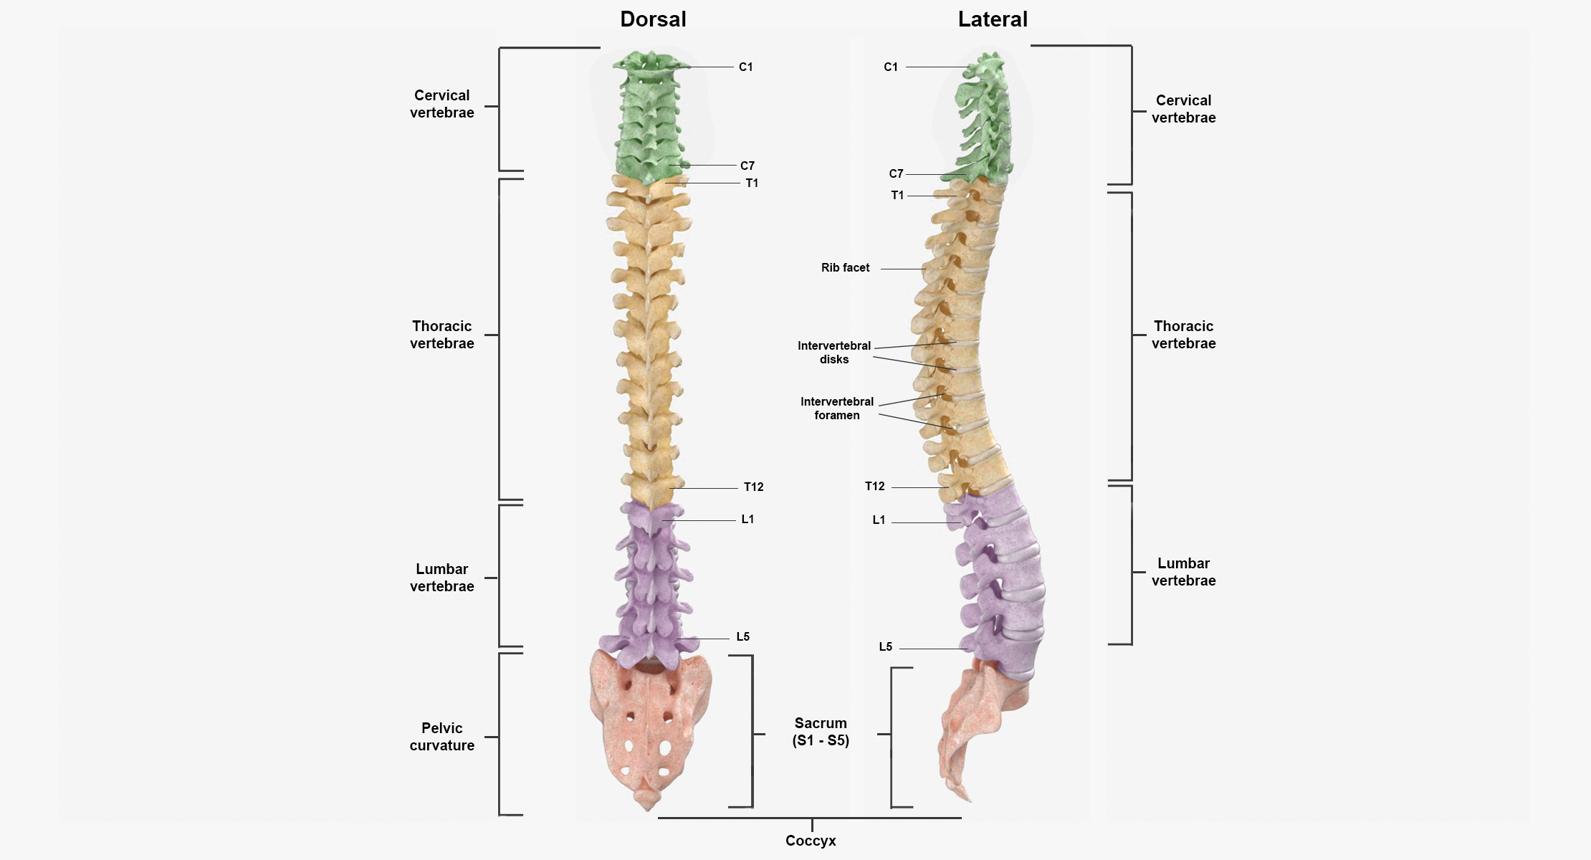 Dorsal
Lateral
Cervical
vertebrae
C1
C7
T1
Thoracic
vertebrae
T12
L1
Lumbar
vertebrae
L5
Pelvic
curvature
Sacrum
(S1 - S5)
Coccyx
C1
C7
T1
Rib facet
Intervertebral
disks
Intervertebral
foramen
T12
L1
L5
Cervical
vertebrae
Thoracic
vertebrae
Lumbar
vertebrae